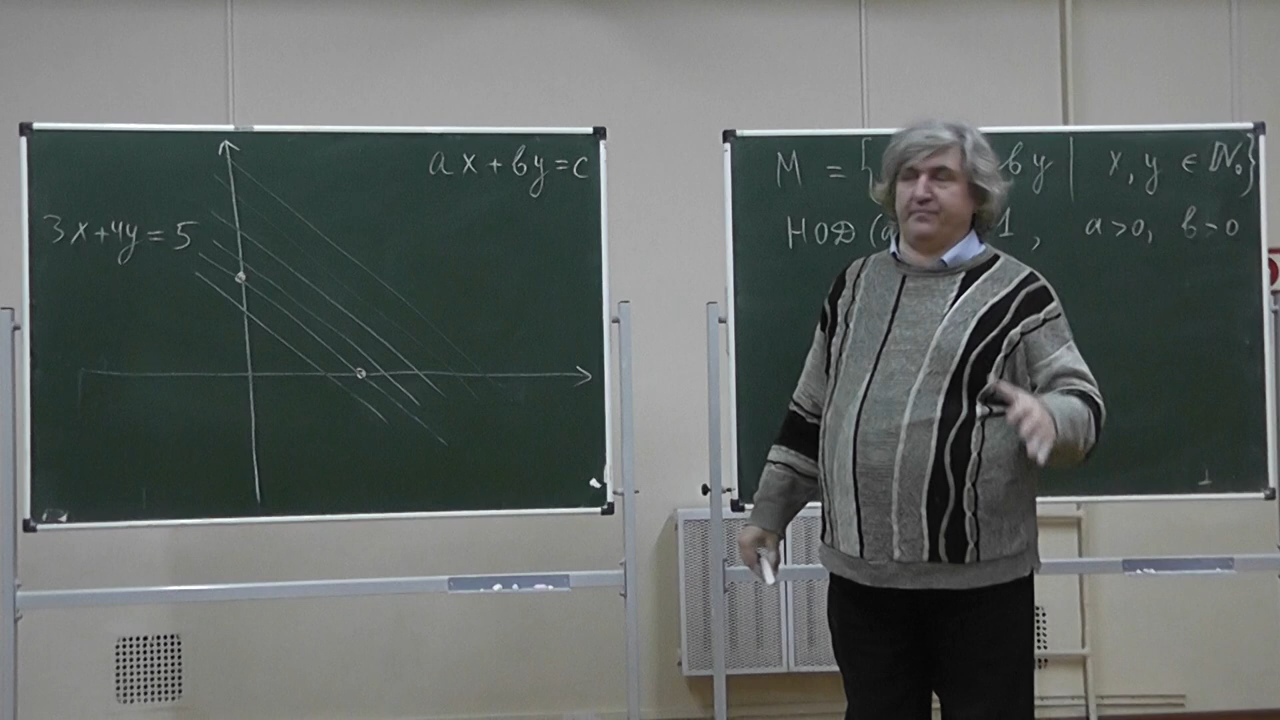 ax + by = c
3x + 4y = 5
M = { by | x, y ∈ ℕ₀}
НОД (a 1, a > 0, b > 0